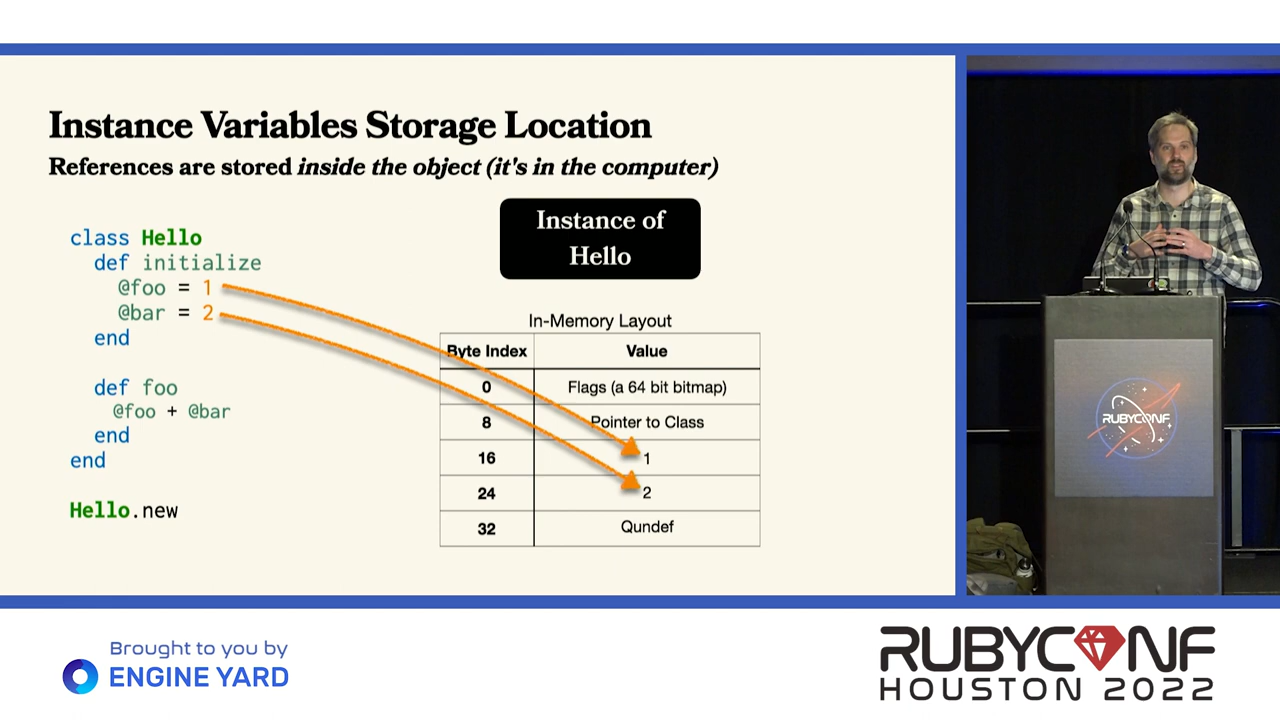 Instance Variables Storage Location
References are stored inside the object (it's in the computer)
class Hello
def initialize
@foo = 1
@bar = 2
end
def foo
@foo + @bar
end
end
Hello.new
Instance of
Hello
In-Memory Layout
Byte Index Value
0 Flags (a 64 bit bitmap)
8 Pointer to Class
16 1
24 2
32 Qundef
RUBYCONF
Brought to you by
ENGINE YARD
RUBYCONF
HOUSTON 2022